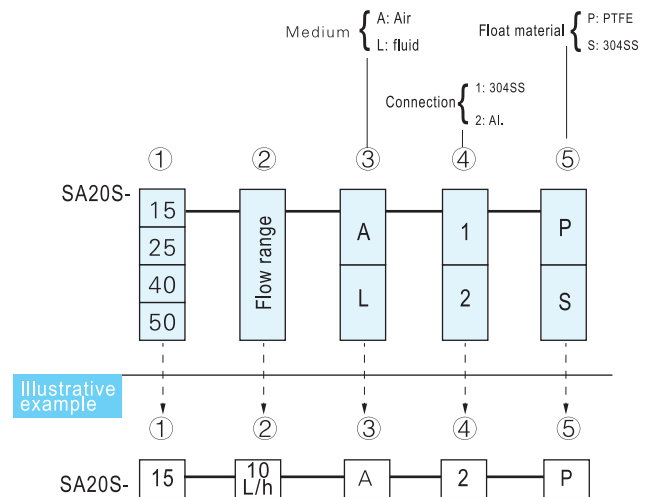 Medium
A: Air
L: fluid
Float material
P: PTFE
S: 304SS
Connection
1: 304SS
2: Al.
① ② ③ ④ ⑤
SA20S-
15
25
40
50
Flow range
A
L
1
2
P
S
Illustrative
example
① ② ③ ④ ⑤
SA20S-
15
10
L/h
A
2
P